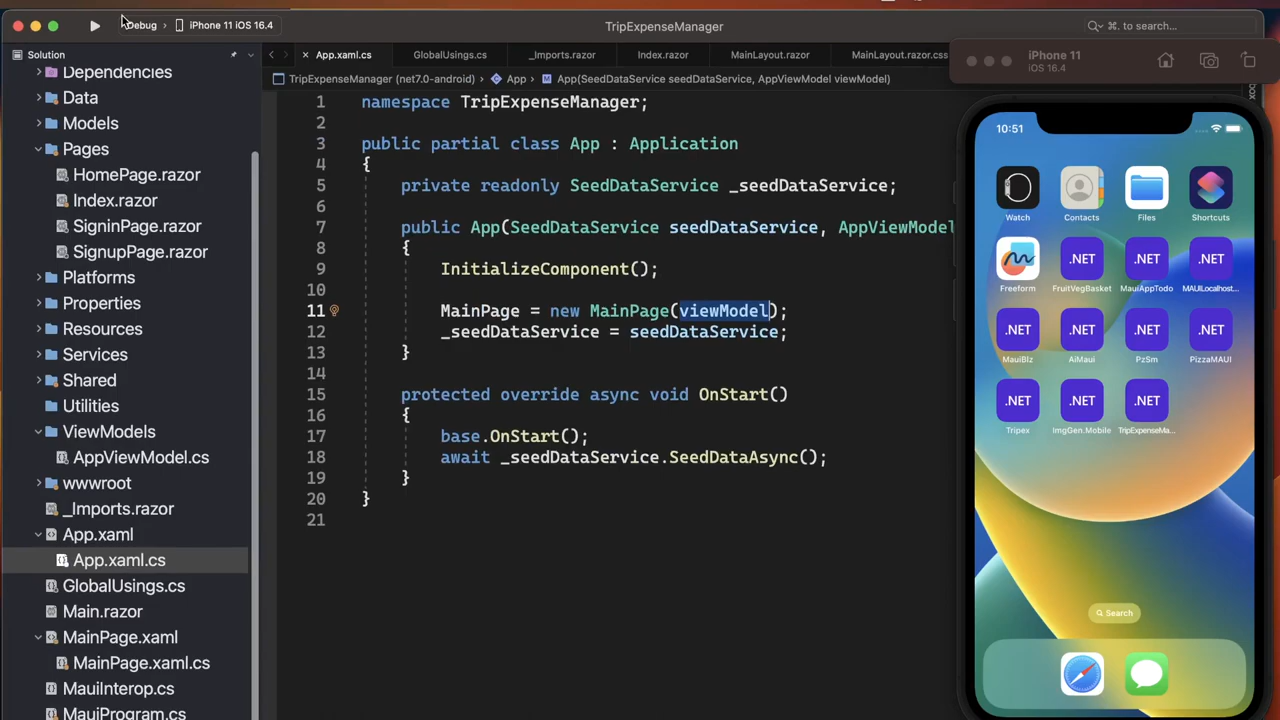 Debug › iPhone 11 iOS 16.4
TripExpenseManager
⌘. to search...
Solution
App.xaml.cs
GlobalUsings.cs
_Imports.razor
Index.razor
MainLayout.razor
MainLayout.razor.css
TripExpenseManager (net7.0-android) › App › App(SeedDataService seedDataService, AppViewModel viewModel)
Dependencies
Data
Models
Pages
HomePage.razor
Index.razor
SigninPage.razor
SignupPage.razor
Platforms
Properties
Resources
Services
Shared
Utilities
ViewModels
AppViewModel.cs
wwwroot
_Imports.razor
App.xaml
App.xaml.cs
GlobalUsings.cs
Main.razor
MainPage.xaml
MainPage.xaml.cs
MauiInterop.cs
MauiProgram.cs
1 namespace TripExpenseManager;
2
3 public partial class App : Application
4 {
5 private readonly SeedDataService _seedDataService;
6
7 public App(SeedDataService seedDataService, AppViewModel
8 {
9 InitializeComponent();
10
11 MainPage = new MainPage(viewModel);
12 _seedDataService = seedDataService;
13 }
14
15 protected override async void OnStart()
16 {
17 base.OnStart();
18 await _seedDataService.SeedDataAsync();
19 }
20 }
21
iPhone 11
iOS 16.4
10:51
Watch Contacts Files Shortcuts
.NET .NET .NET
Freeform FruitVegBasket MauiAppTodo MAUILocalhost...
.NET .NET .NET .NET
MauiBlz AiMaui PzSm PizzaMAUI
.NET .NET .NET
Tripex ImgGen.Mobile TripExpenseMa...
Search